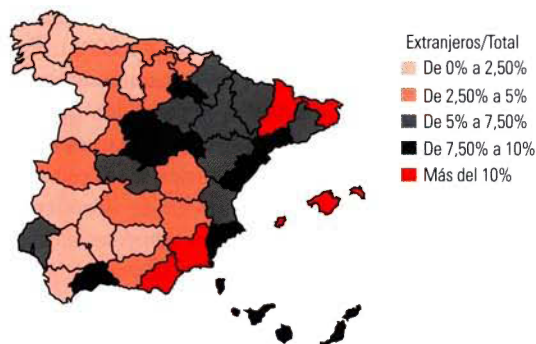 Extranjeros/Total
De 0% a 2,50%
De 2,50% a 5%
De 5% a 7,50%
De 7,50% a 10%
Más del 10%